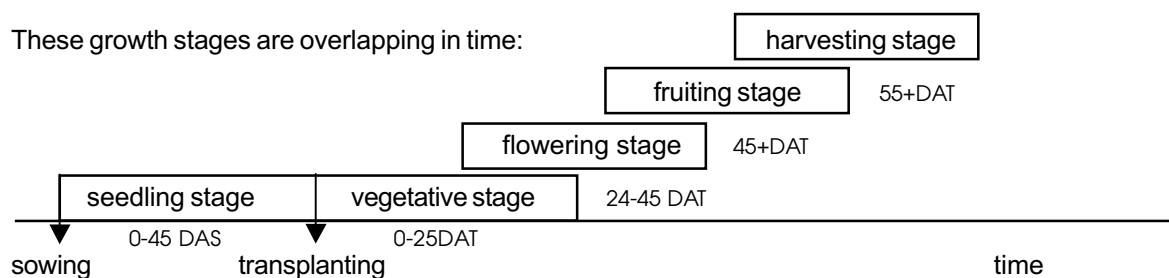 These growth stages are overlapping in time:
harvesting stage
fruiting stage
55+DAT
flowering stage
45+DAT
seedling stage
vegetative stage
24-45 DAT
0-45 DAS
0-25DAT
sowing
transplanting
time